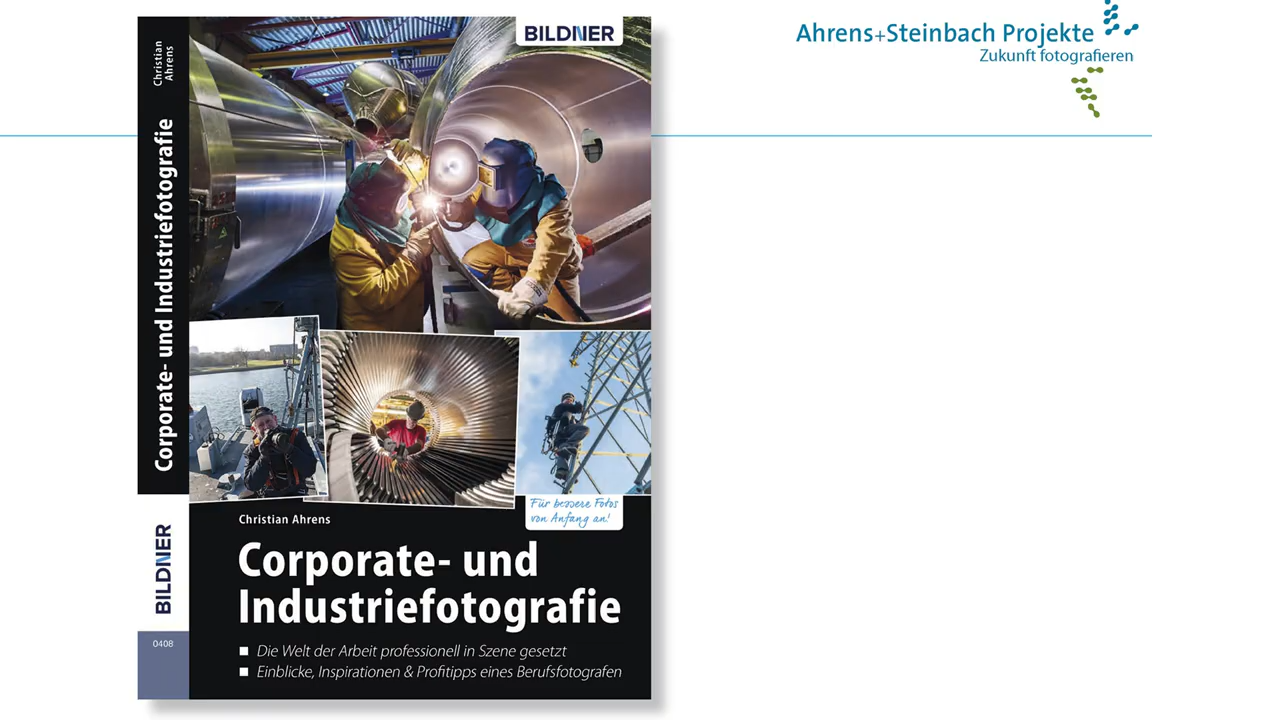 Ahrens+Steinbach Projekte
Zukunft fotografieren
Christian
Ahrens
Corporate- und Industriefotografie
BILDNER
0408
BILDNER
Für bessere Fotos
von Anfang an!
Christian Ahrens
Corporate- und
Industriefotografie
Die Welt der Arbeit professionell in Szene gesetzt
Einblicke, Inspirationen & Profitipps eines Berufsfotografen